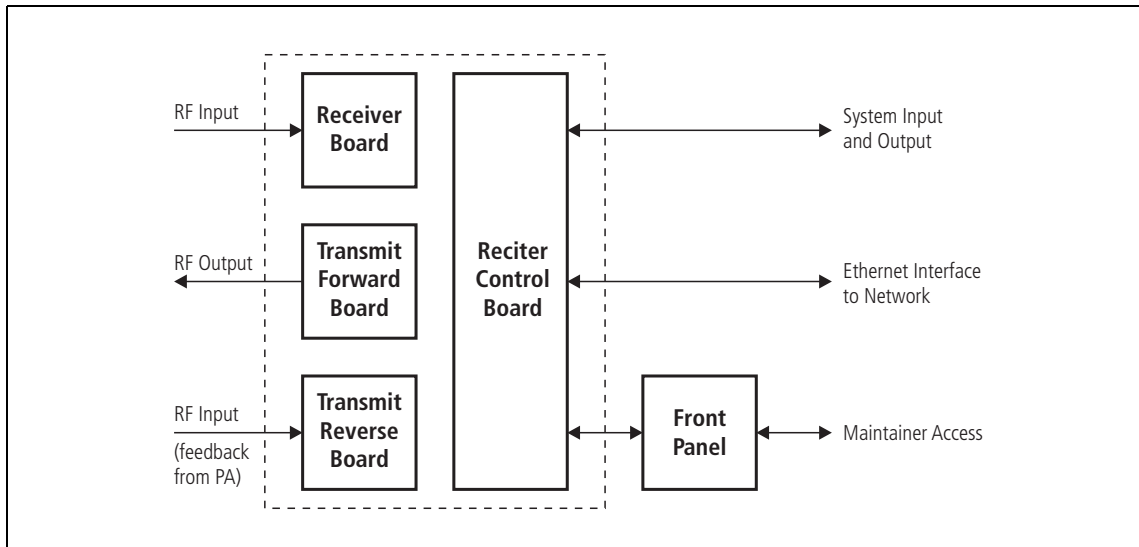 RF Input
Receiver
Board
RF Output
Transmit
Forward
Board
RF Input
(feedback
from PA)
Transmit
Reverse
Board
Reciter
Control
Board
System Input
and Output
Ethernet Interface
to Network
Front
Panel
Maintainer Access